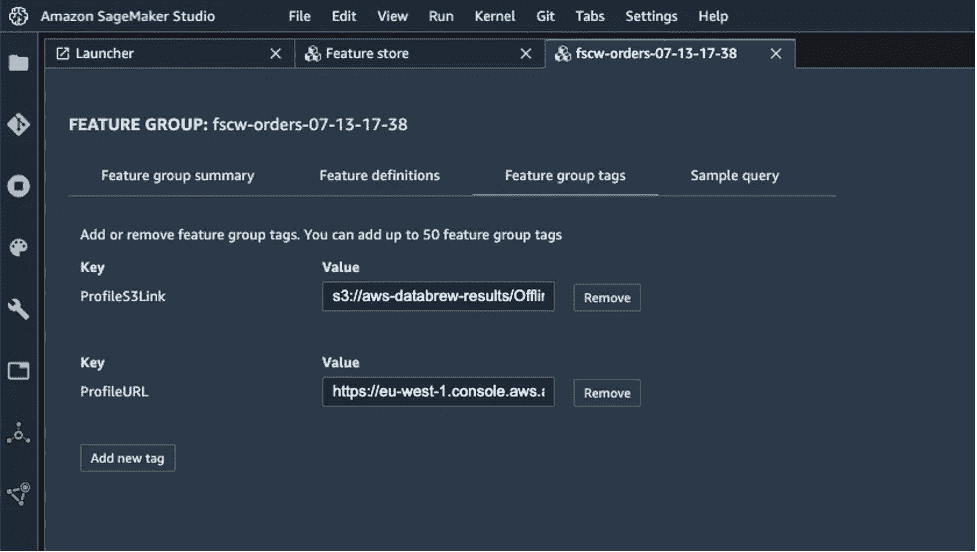 Amazon SageMaker Studio File Edit View Run Kernel Git Tabs Settings Help
Launcher Feature store fscw-orders-07-13-17-38
FEATURE GROUP: fscw-orders-07-13-17-38
Feature group summary Feature definitions Feature group tags Sample query
Add or remove feature group tags. You can add up to 50 feature group tags
Key Value
ProfileS3Link s3://aws-databrew-results/Offlin Remove
Key Value
ProfileURL https://eu-west-1.console.aws.a Remove
Add new tag